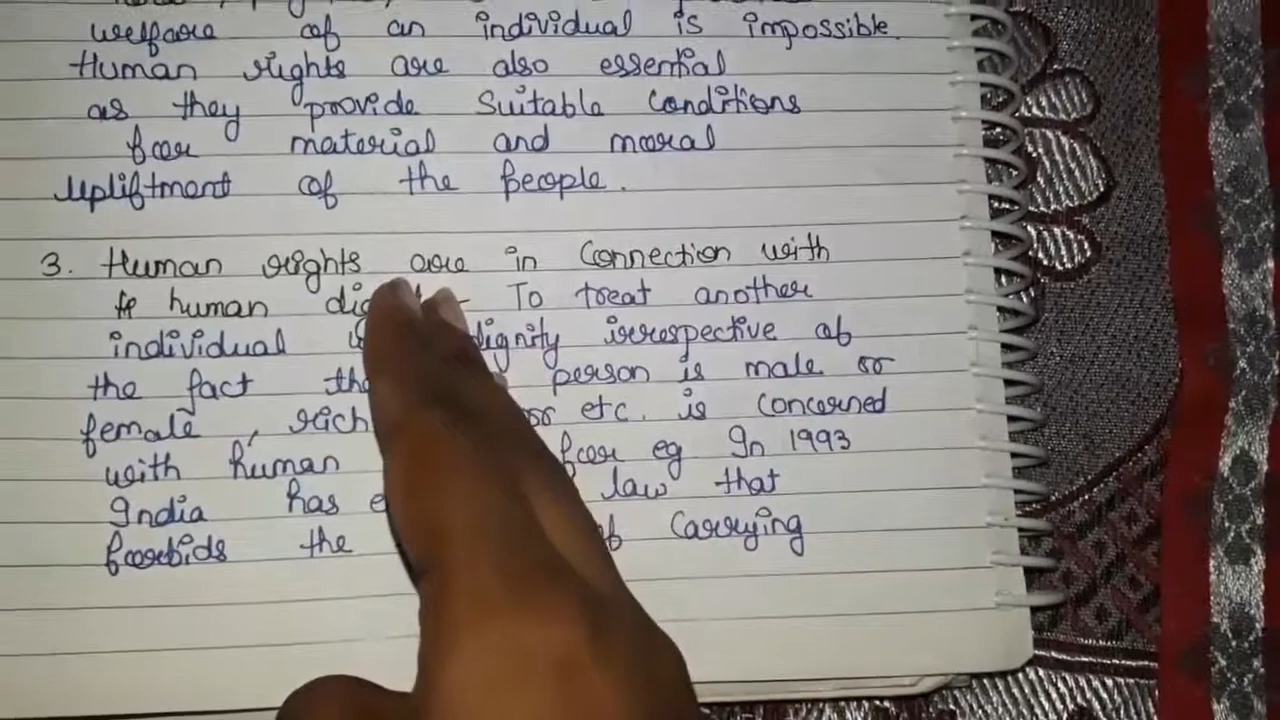 welfare of an individual is impossible.
Human rights are also essential
as they provide suitable conditions
for material and moral
upliftment of the people.
3. Human rights are in connection with
human To treat another
individual dignity irrespective of
the fact person is male or
female, rich etc. is concerned
with human for eg In 1993
India has law that
forbids the of carrying